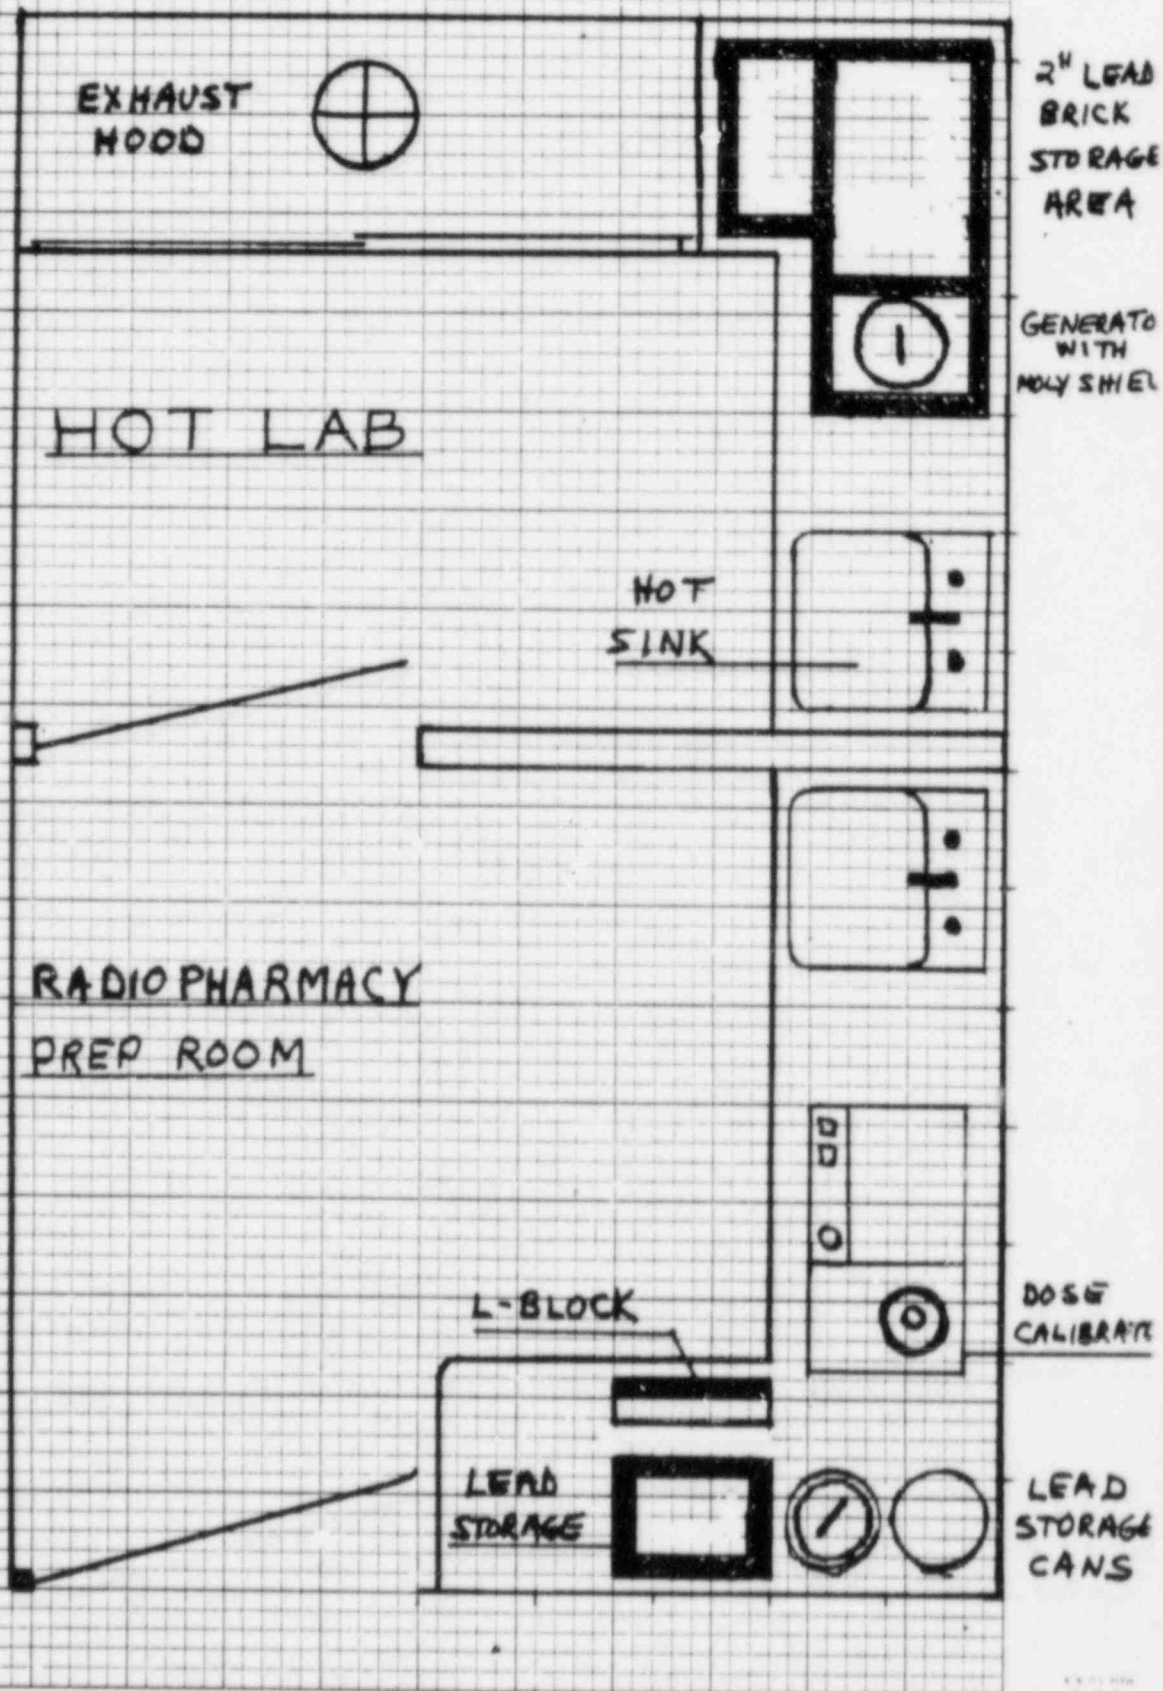 EXHAUST
HOOD
2" LEAD
BRICK
STORAGE
AREA
GENERATO
WITH
MOLY SHIEL
HOT LAB
HOT
SINK
RADIOPHARMACY
PREP ROOM
L-BLOCK
DOSE
CALIBRAT
LEAD
STORAGE
LEAD
STORAGE
CANS